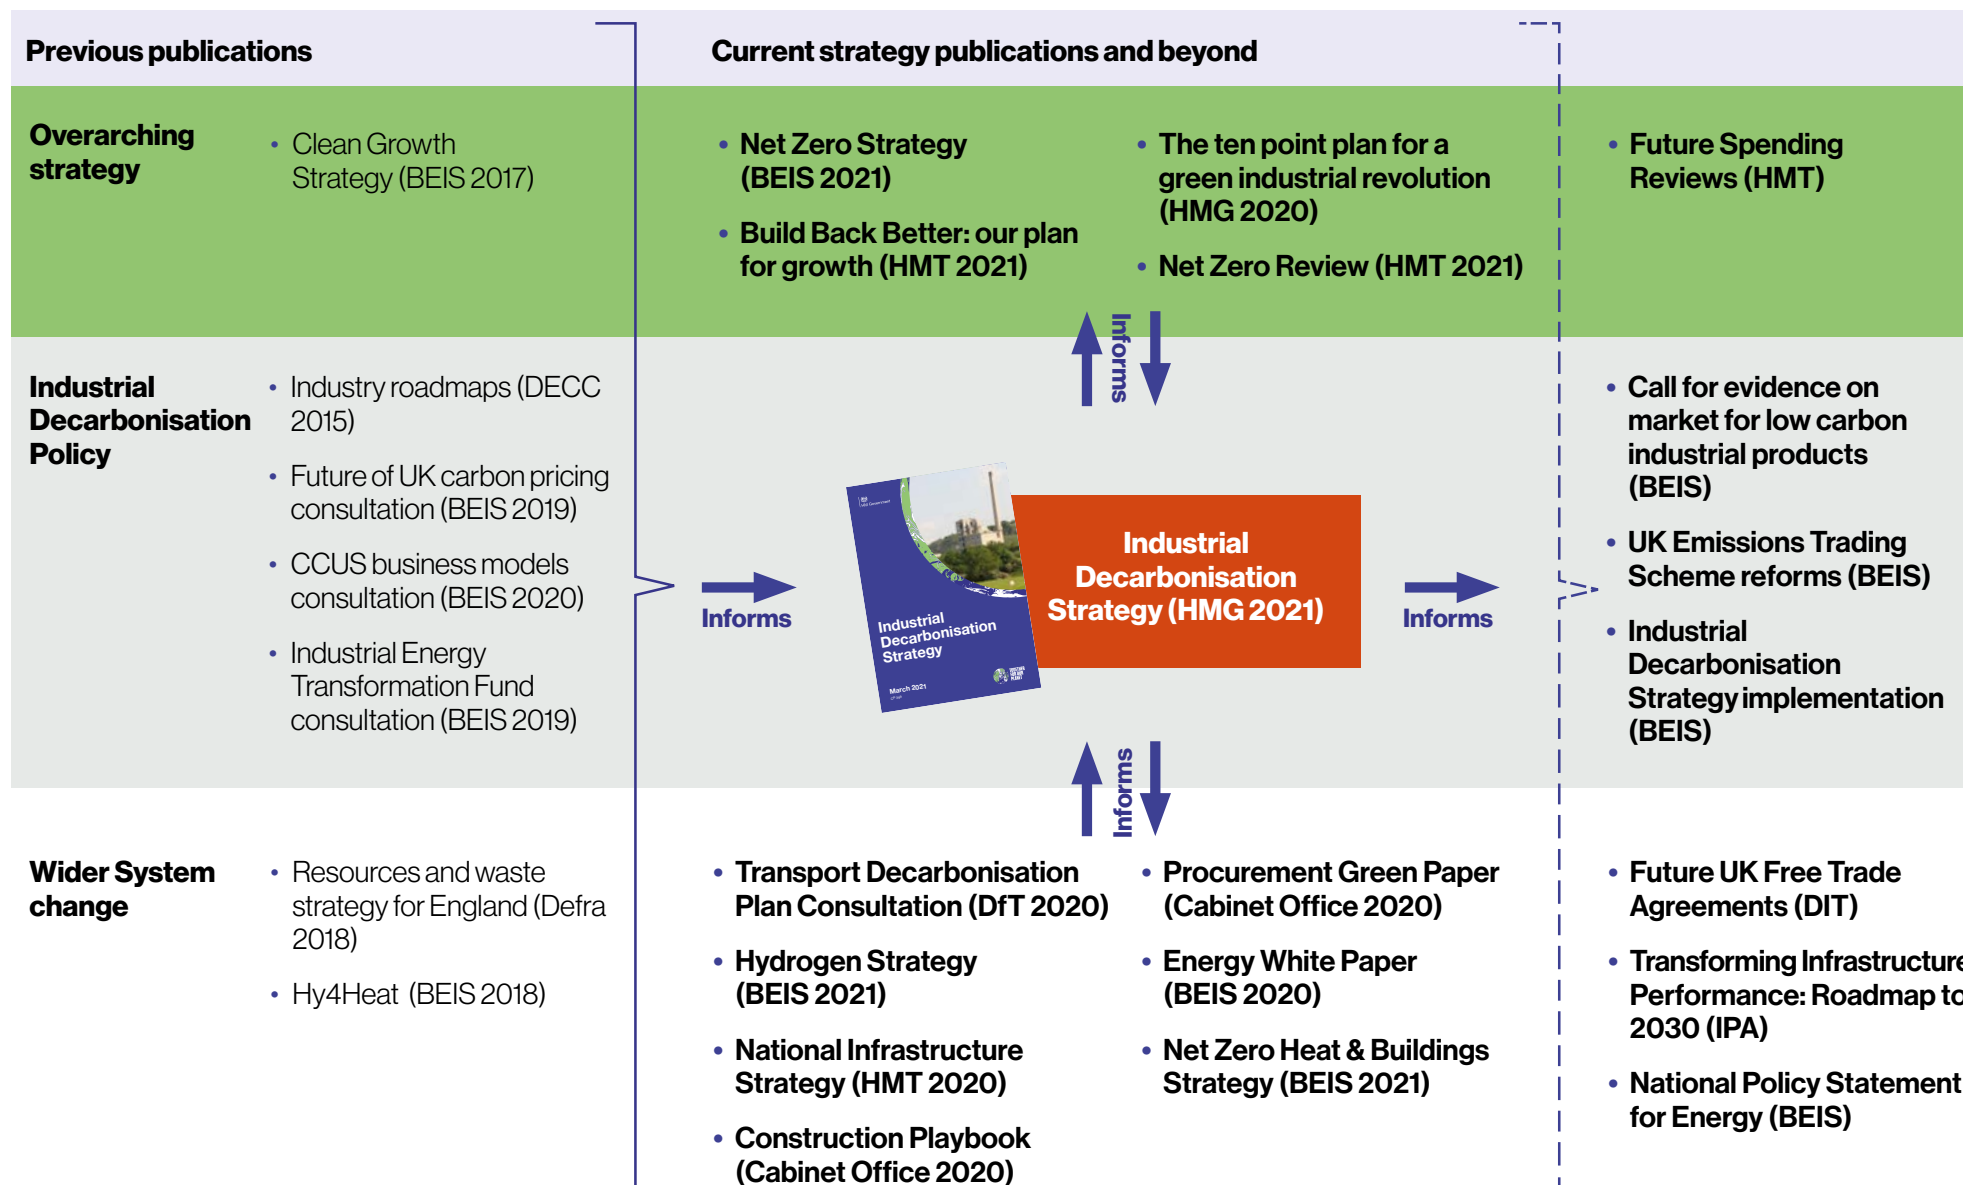 Previous publications
Current strategy publications and beyond
Overarching
strategy
• Clean Growth
Strategy (BEIS 2017)
• Net Zero Strategy
(BEIS 2021)
• Build Back Better: our plan
for growth (HMT 2021)
• The ten point plan for a
green industrial revolution
(HMG 2020)
• Net Zero Review (HMT 2021)
• Future Spending
Reviews (HMT)
Informs
Industrial
Decarbonisation
Policy
• Industry roadmaps (DECC
2015)
• Future of UK carbon pricing
consultation (BEIS 2019)
• CCUS business models
consultation (BEIS 2020)
• Industrial Energy
Transformation Fund
consultation (BEIS 2019)
Informs
Industrial
Decarbonisation
Strategy
March 2021
Industrial
Decarbonisation
Strategy (HMG 2021)
Informs
• Call for evidence on
market for low carbon
industrial products
(BEIS)
• UK Emissions Trading
Scheme reforms (BEIS)
• Industrial
Decarbonisation
Strategy implementation
(BEIS)
Informs
Wider System
change
• Resources and waste
strategy for England (Defra
2018)
• Hy4Heat (BEIS 2018)
• Transport Decarbonisation
Plan Consultation (DfT 2020)
• Hydrogen Strategy
(BEIS 2021)
• National Infrastructure
Strategy (HMT 2020)
• Construction Playbook
(Cabinet Office 2020)
• Procurement Green Paper
(Cabinet Office 2020)
• Energy White Paper
(BEIS 2020)
• Net Zero Heat & Buildings
Strategy (BEIS 2021)
• Future UK Free Trade
Agreements (DIT)
• Transforming Infrastructure
Performance: Roadmap to
2030 (IPA)
• National Policy Statement
for Energy (BEIS)